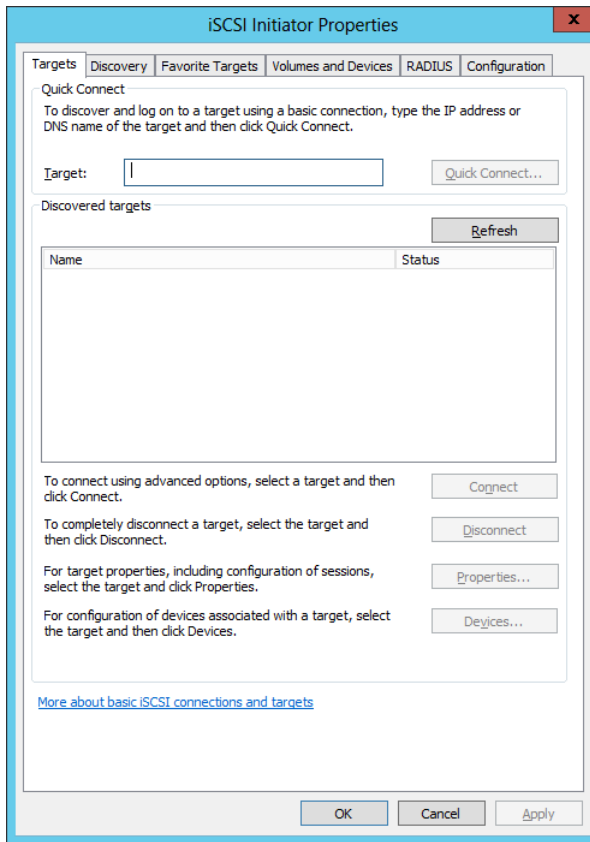 iSCSI Initiator Properties
x
Targets Discovery Favorite Targets Volumes and Devices RADIUS Configuration
Quick Connect
To discover and log on to a target using a basic connection, type the IP address or
DNS name of the target and then click Quick Connect.
Target:
Quick Connect...
Discovered targets
Refresh
Name Status
To connect using advanced options, select a target and then
click Connect.
Connect
To completely disconnect a target, select the target and
then click Disconnect.
Disconnect
For target properties, including configuration of sessions,
select the target and click Properties.
Properties...
For configuration of devices associated with a target, select
the target and then click Devices.
Devices...
More about basic iSCSI connections and targets
OK Cancel Apply